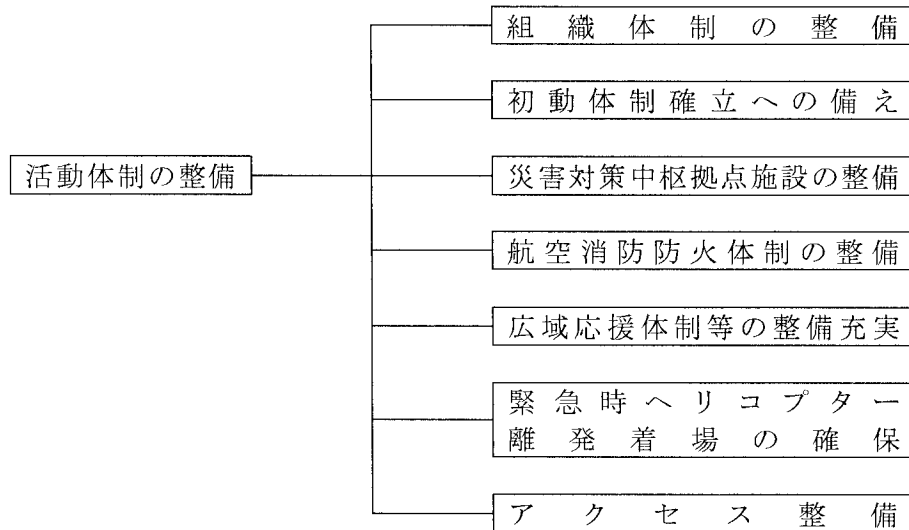 組織体制の整備
初動体制確立への備え
活動体制の整備
災害対策中枢拠点施設の整備
航空消防防火体制の整備
広域応援体制等の整備充実
緊急時ヘリコプター
離発着場の確保
アクセス整備